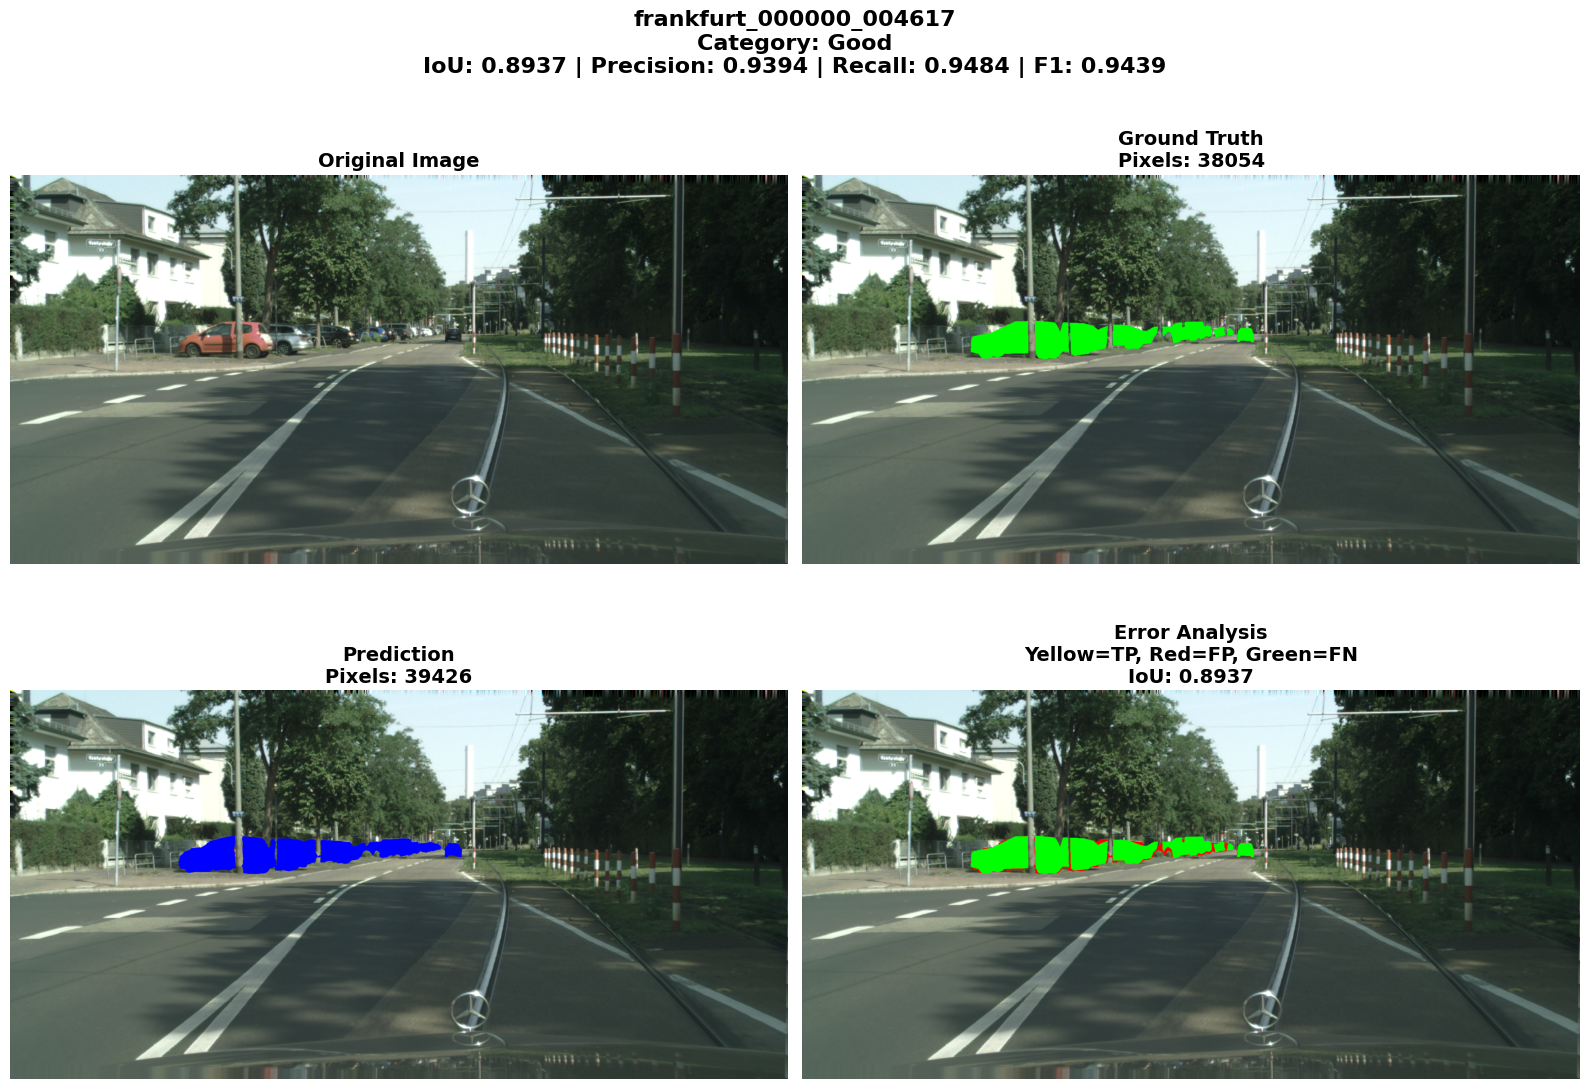 frankfurt_000000_004617
Category: Good
IoU: 0.8937 | Precision: 0.9394 | Recall: 0.9484 | F1: 0.9439
Original Image
Ground Truth
Pixels: 38054
Prediction
Pixels: 39426
Error Analysis
Yellow=TP, Red=FP, Green=FN
IoU: 0.8937